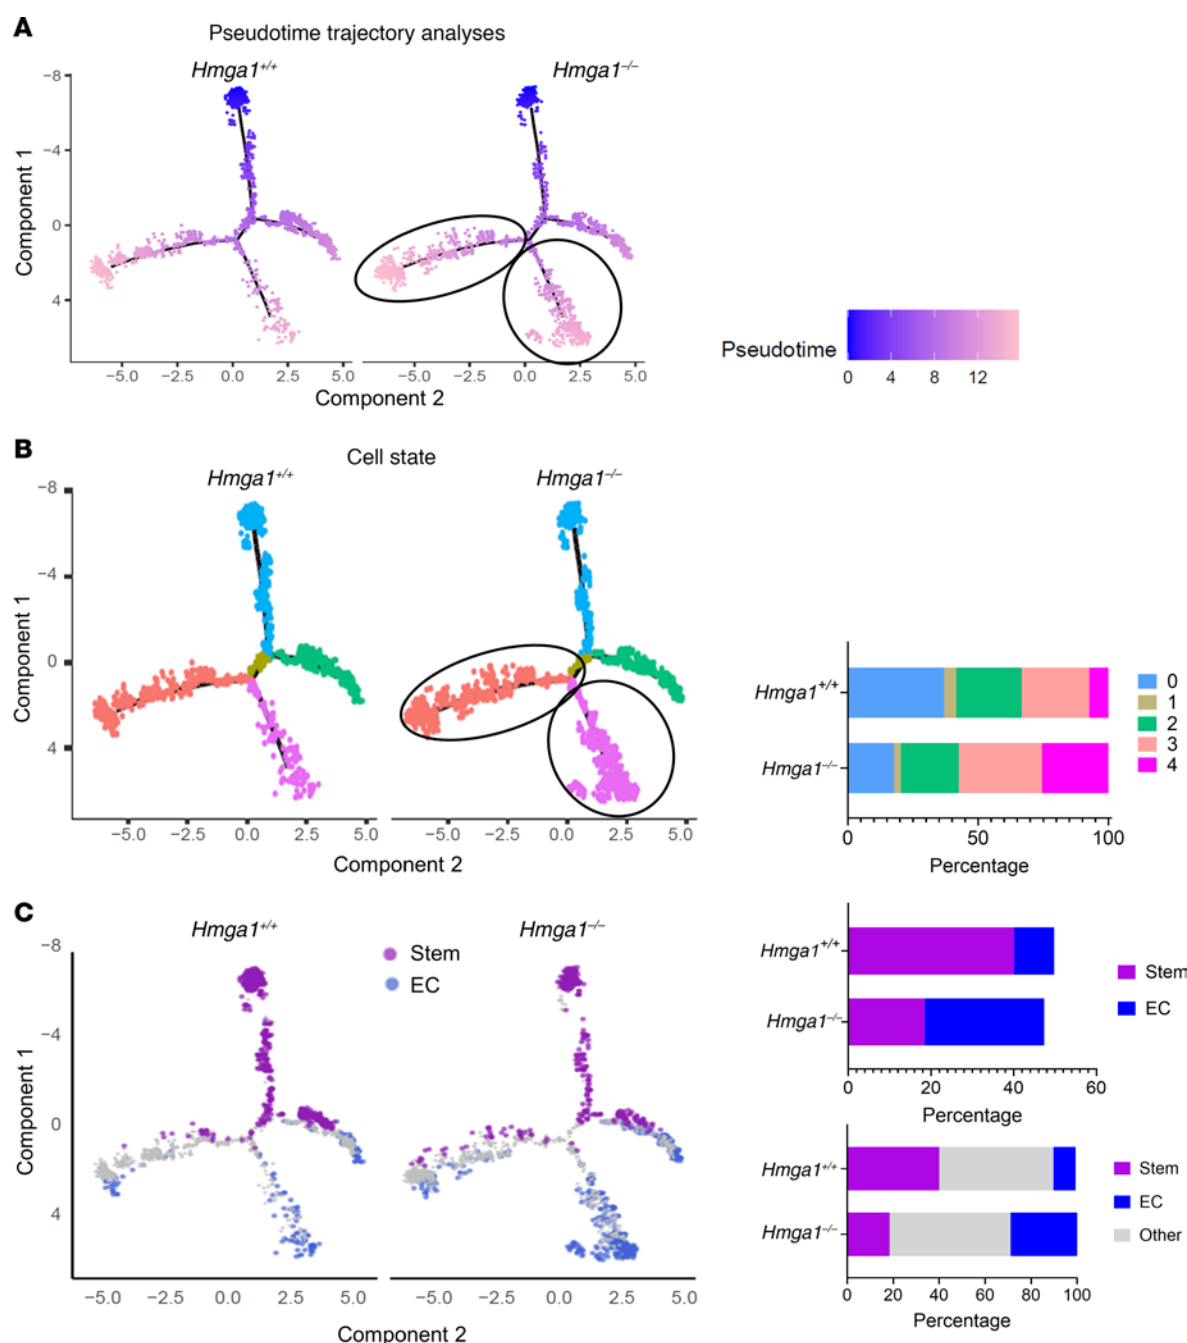 A
Pseudotime trajectory analyses
Hmga1+/+ Hmga1–/–
−8
−4
0
4
Component 1
−5.0 −2.5 0.0 2.5 5.0 −5.0 −2.5 0.0 2.5 5.0
Component 2
Pseudotime
0 4 8 12
B
Cell state
Hmga1+/+ Hmga1–/–
−8
−4
0
4
Component 1
−5.0 −2.5 0.0 2.5 5.0 −5.0 −2.5 0.0 2.5 5.0
Component 2
Hmga1+/+
Hmga1–/–
0 50 100
Percentage
0
1
2
3
4
C
Hmga1+/+ Hmga1–/–
Stem
EC
−8
−4
0
4
Component 1
−5.0 −2.5 0.0 2.5 5.0 −5.0 −2.5 0.0 2.5 5.0
Component 2
Hmga1+/+
Hmga1–/–
0 20 40 60
Percentage
Stem
EC
Hmga1+/+
Hmga1–/–
0 20 40 60 80 100
Percentage
Stem
EC
Other